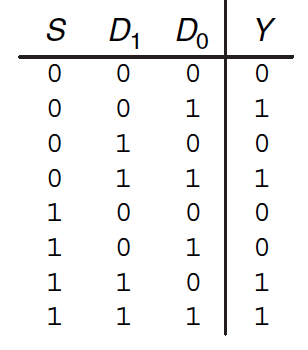 S D₁ D₀ Y
0 0 0 0
0 0 1 1
0 1 0 0
0 1 1 1
1 0 0 0
1 0 1 0
1 1 0 1
1 1 1 1